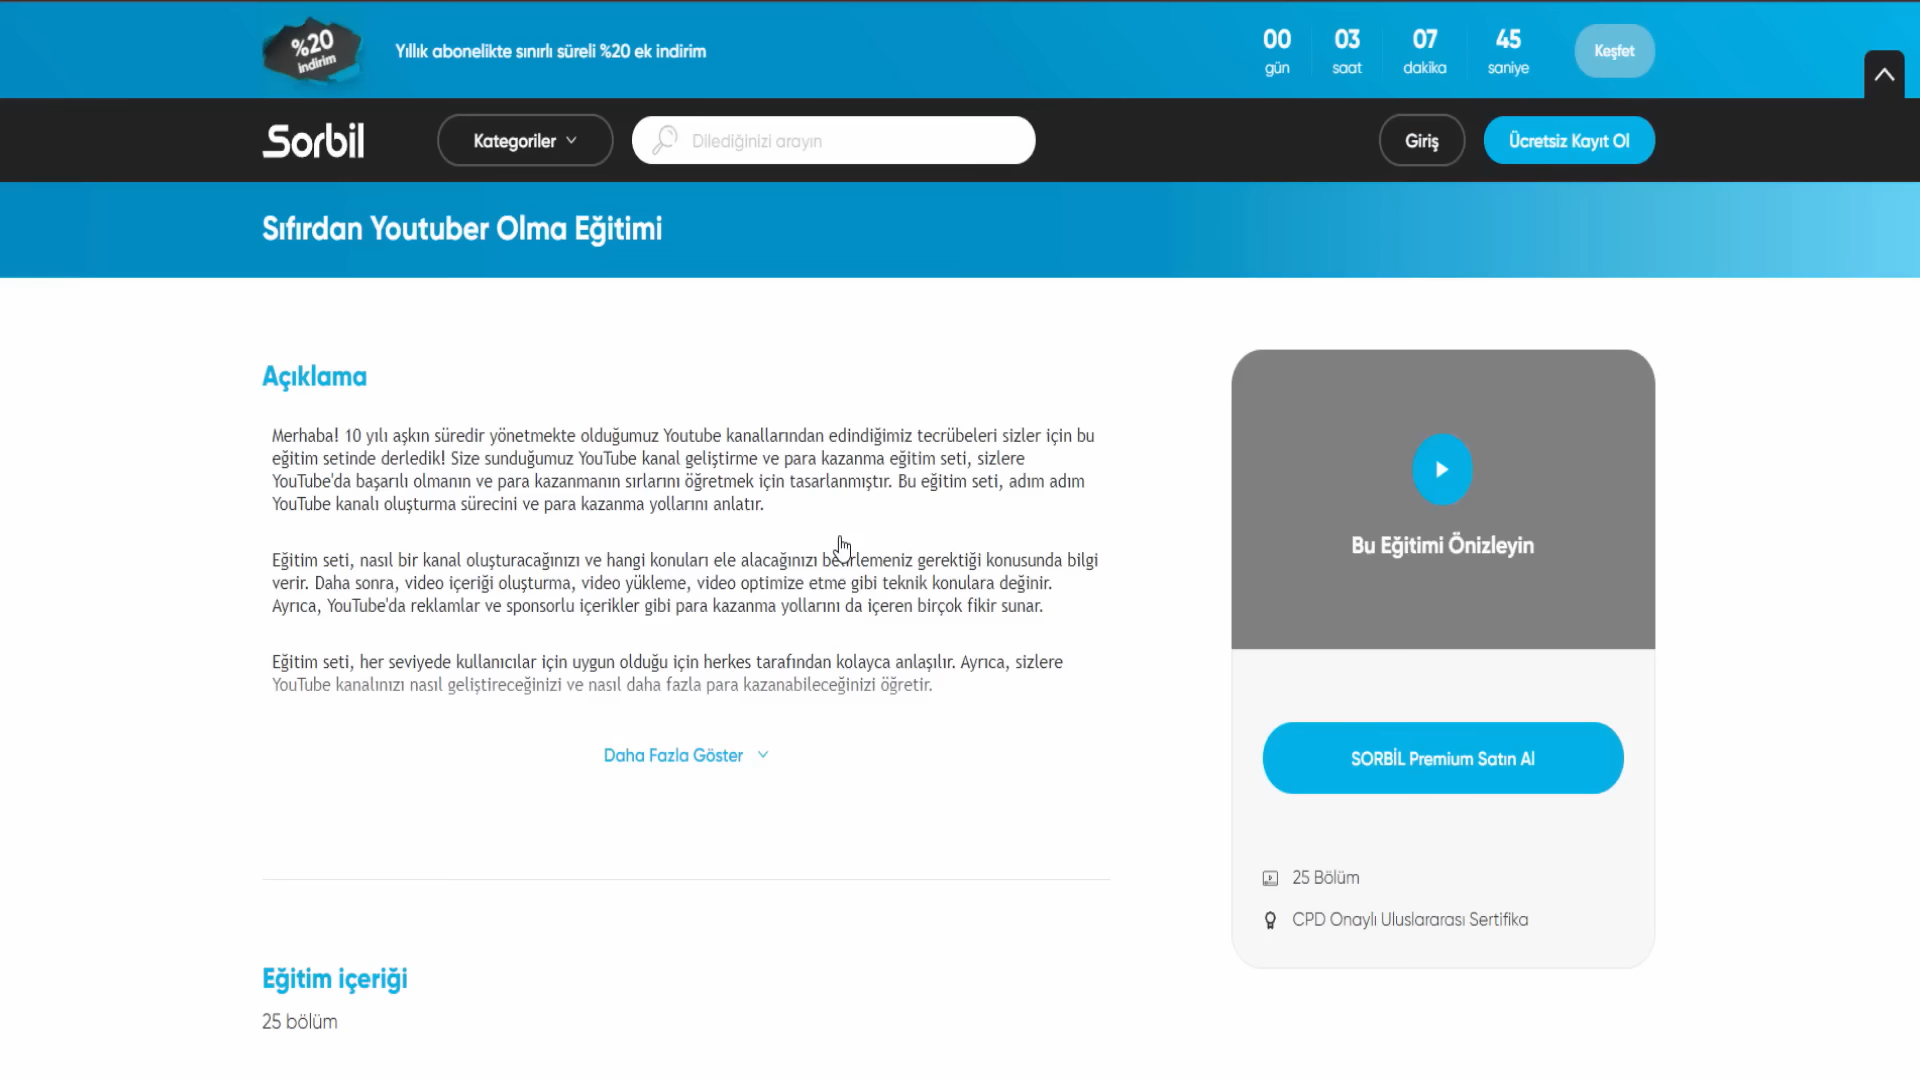 %20
indirim
Yıllık abonelikte sınırlı süreli %20 ek indirim
00 03 07 45
gün saat dakika saniye
Keşfet
Sorbil
Kategoriler
Dilediğinizi arayın
Giriş
Ücretsiz Kayıt Ol
Sıfırdan Youtuber Olma Eğitimi
Açıklama
Merhaba! 10 yılı aşkın süredir yönetmekte olduğumuz Youtube kanallarından edindiğimiz tecrübeleri sizler için bu
eğitim setinde derledik! Size sunduğumuz YouTube kanal geliştirme ve para kazanma eğitim seti, sizlere
YouTube'da başarılı olmanın ve para kazanmanın sırlarını öğretmek için tasarlanmıştır. Bu eğitim seti, adım adım
YouTube kanalı oluşturma sürecini ve para kazanma yollarını anlatır.
Eğitim seti, nasıl bir kanal oluşturacağınızı ve hangi konuları ele alacağınızı belirlemeniz gerektiği konusunda bilgi
verir. Daha sonra, video içeriği oluşturma, video yükleme, video optimize etme gibi teknik konulara değinir.
Ayrıca, YouTube'da reklamlar ve sponsorlu içerikler gibi para kazanma yollarını da içeren birçok fikir sunar.
Eğitim seti, her seviyede kullanıcılar için uygun olduğu için herkes tarafından kolayca anlaşılır. Ayrıca, sizlere
YouTube kanalınızı nasıl geliştireceğinizi ve nasıl daha fazla para kazanabileceğinizi öğretir.
Daha Fazla Göster
Bu Eğitimi Önizleyin
SORBİL Premium Satın Al
25 Bölüm
CPD Onaylı Uluslararası Sertifika
Eğitim içeriği
25 bölüm